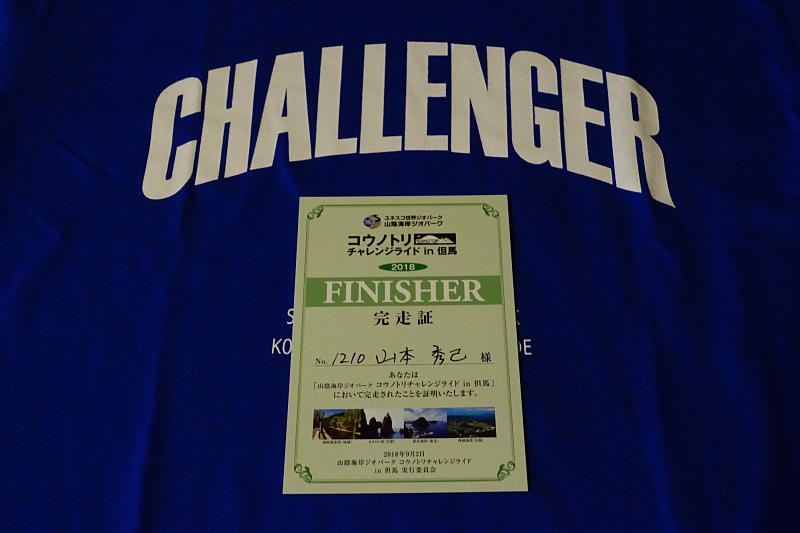 CHALLENGER
ユネスコ世界ジオパーク
山陰海岸ジオパーク
コウノトリ
チャレンジライド in 但馬
2018
FINISHER
完走証
No. 1210 山本 秀己 様
あなたは
「山陰海岸ジオパーク コウノトリチャレンジライド in 但馬」
において完走されたことを証明いたします。
2018年9月2日
山陰海岸ジオパーク コウノトリチャレンジライド
in 但馬 実行委員会
S
KO
DE